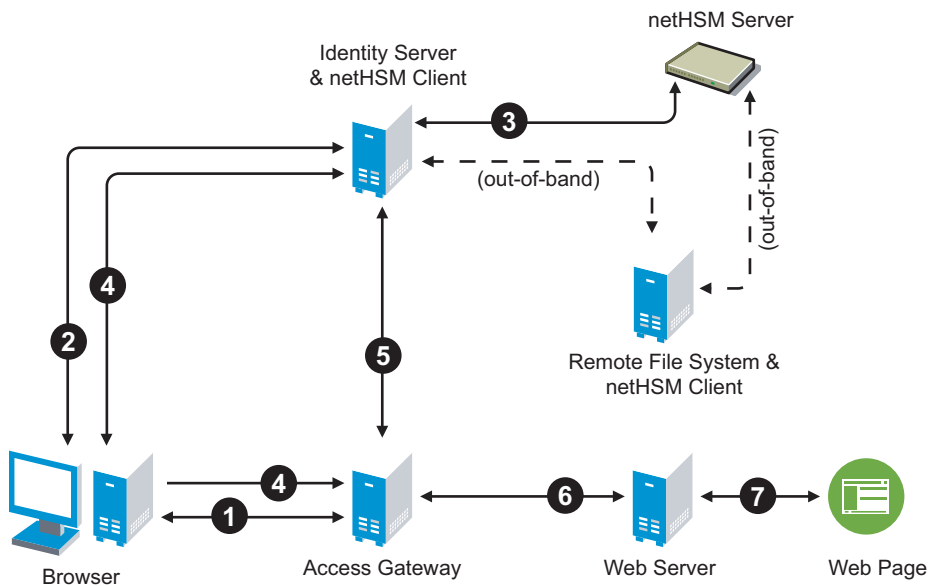 netHSM Server
Identity Server
& netHSM Client
3
(out-of-band)
(out-of-band)
4
2
5
Remote File System &
netHSM Client
4
1
6
7
Browser
Access Gateway
Web Server
Web Page